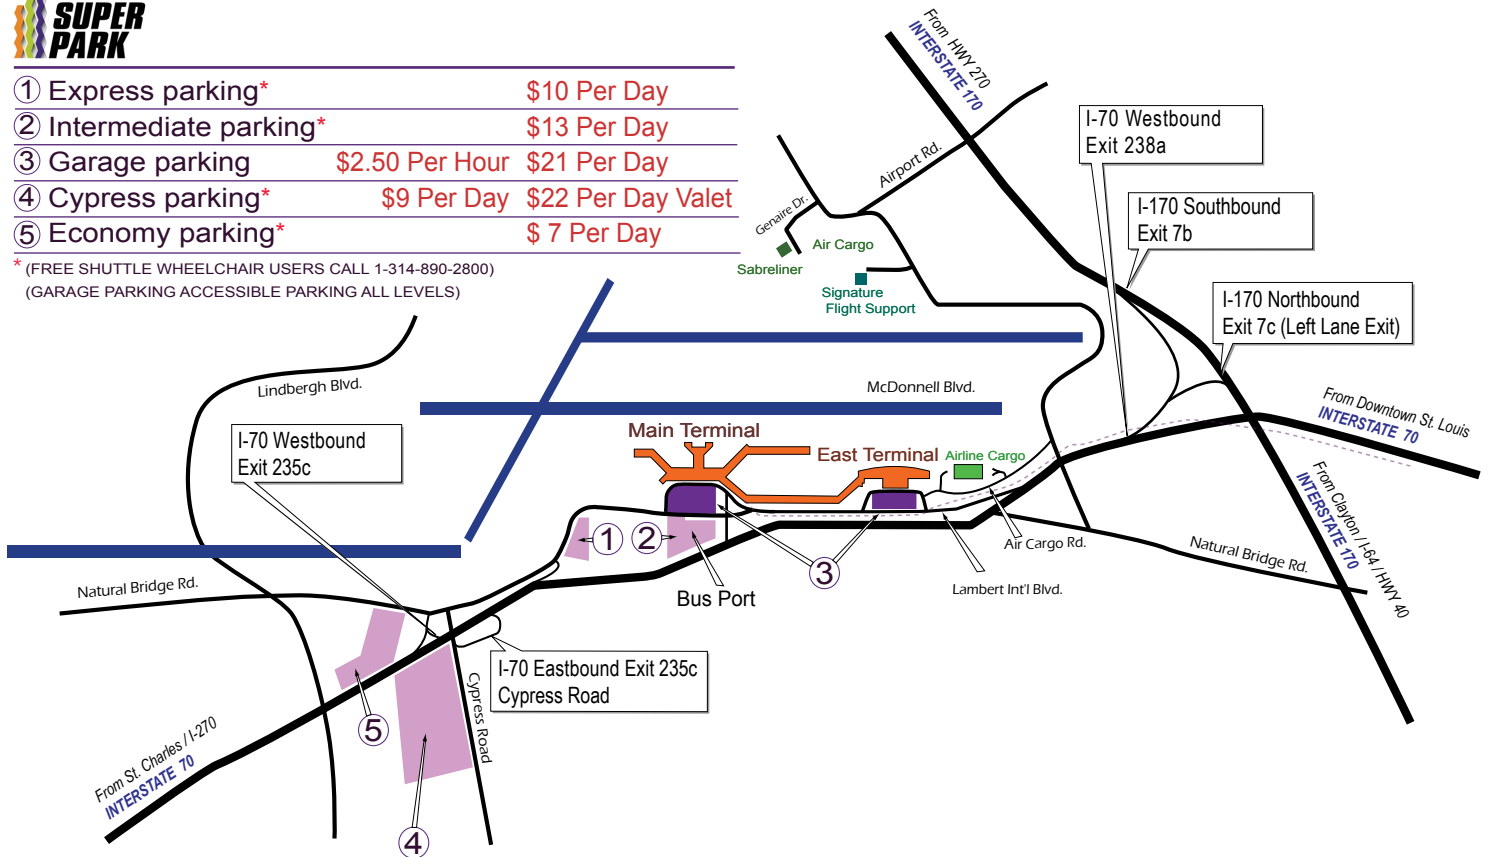 SUPER
PARK
1 Express parking* $10 Per Day
2 Intermediate parking* $13 Per Day
3 Garage parking $2.50 Per Hour $21 Per Day
4 Cypress parking* $9 Per Day $22 Per Day Valet
5 Economy parking* $ 7 Per Day
* (FREE SHUTTLE WHEELCHAIR USERS CALL 1-314-890-2800)
(GARAGE PARKING ACCESSIBLE PARKING ALL LEVELS)
From HWY 270
INTERSTATE 170
I-70 Westbound
Exit 238a
Airport Rd.
Genaire Dr.
Air Cargo
Sabreliner
Signature
Flight Support
I-170 Southbound
Exit 7b
I-170 Northbound
Exit 7c (Left Lane Exit)
Lindbergh Blvd.
McDonnell Blvd.
From Downtown St. Louis
INTERSTATE 70
I-70 Westbound
Exit 235c
Main Terminal
East Terminal
Airline Cargo
From Clayton / I-64 / HWY 40
INTERSTATE 170
1
2
3
Air Cargo Rd.
Natural Bridge Rd.
Natural Bridge Rd.
Lambert Int'l Blvd.
Bus Port
I-70 Eastbound Exit 235c
Cypress Road
Cypress Road
5
From St. Charles / I-270
INTERSTATE 70
4